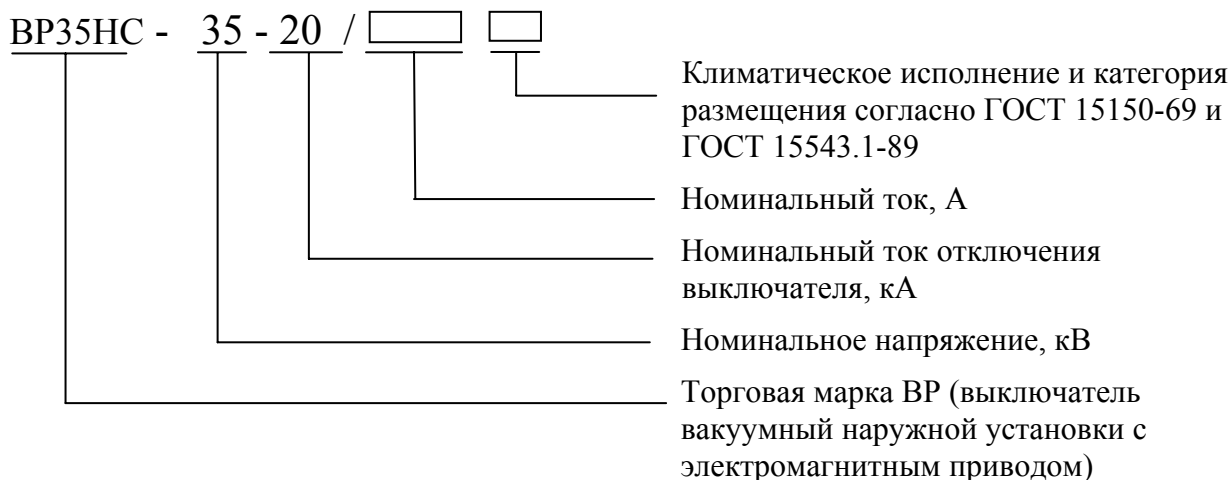 ВР35НС - 35 - 20 /
Климатическое исполнение и категория
размещения согласно ГОСТ 15150-69 и
ГОСТ 15543.1-89
Номинальный ток, А
Номинальный ток отключения
выключателя, кА
Номинальное напряжение, кВ
Торговая марка ВР (выключатель
вакуумный наружной установки с
электромагнитным приводом)